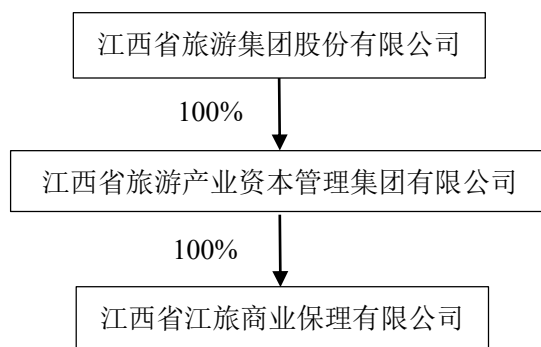 江西省旅游集团股份有限公司
100%
江西省旅游产业资本管理集团有限公司
100%
江西省江旅商业保理有限公司